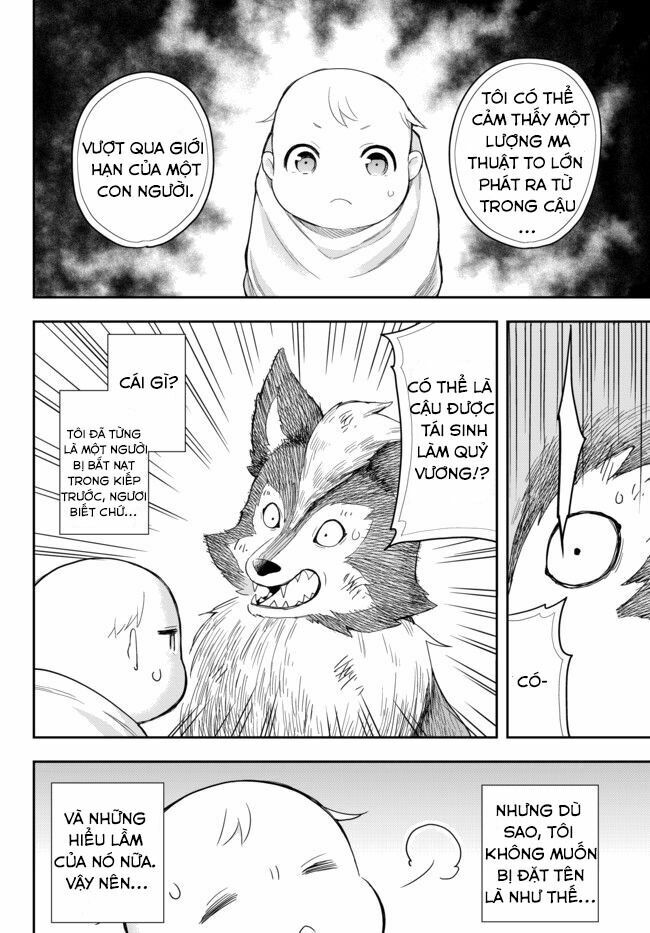 TÔI CÓ THỂ
CẢM THẤY MỘT
LƯỢNG MA
THUẬT TO LỚN
PHÁT RA TỪ
TRONG CẬU
...
VƯỢT QUA GIỚI
HẠN CỦA MỘT
CON NGƯỜI.
CÓ-
CÓ THỂ LÀ
CẬU ĐƯỢC
TÁI SINH
LÀM QUỶ
VƯƠNG!?
CÁI GÌ?
TÔI ĐÃ TỪNG
LÀ MỘT NGƯỜI
BỊ BẮT NẠT
TRONG KIẾP
TRƯỚC, NGƯƠI
BIẾT CHỨ...
NHƯNG DÙ
SAO, TÔI
KHÔNG MUỐN
BỊ ĐẶT TÊN
LÀ NHƯ THẾ...
VÀ NHỮNG
HIỂU LẦM
CỦA NÓ NỮA.
VẬY NÊN...